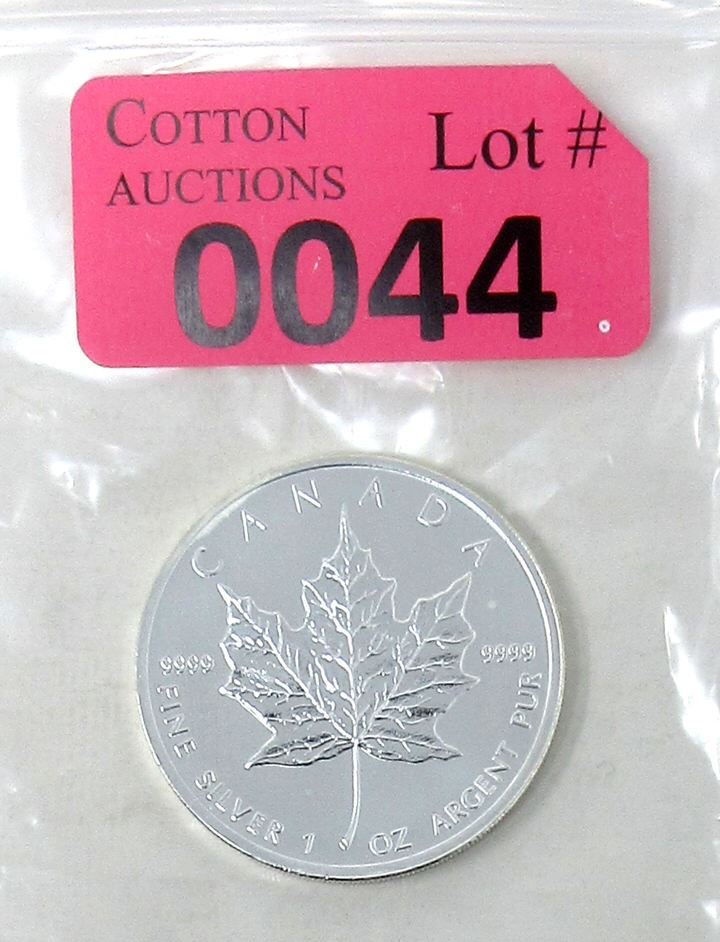 COTTON
AUCTIONS
Lot #
0044
CANADA
9999
9999
FINE SILVER 1 OZ ARGENT PUR